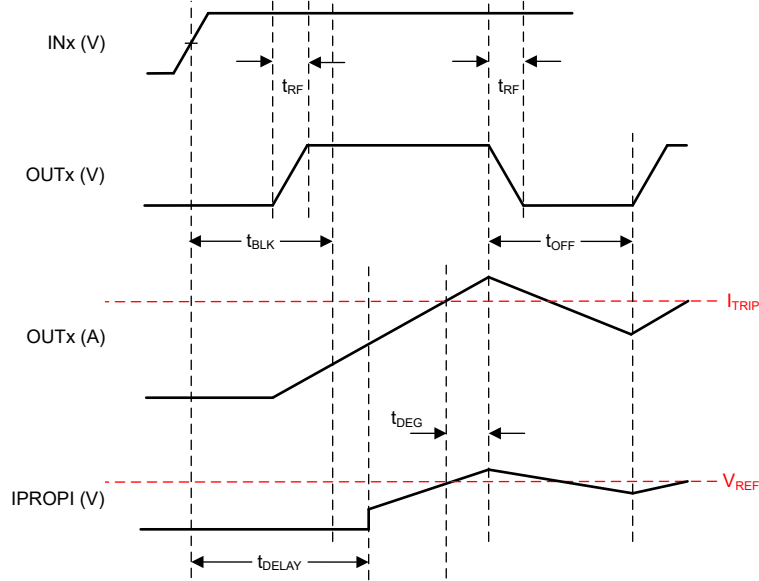 INx (V)
tRF
tRF
OUTx (V)
tBLK
tOFF
ITRIP
OUTx (A)
tDEG
VREF
IPROPI (V)
tDELAY